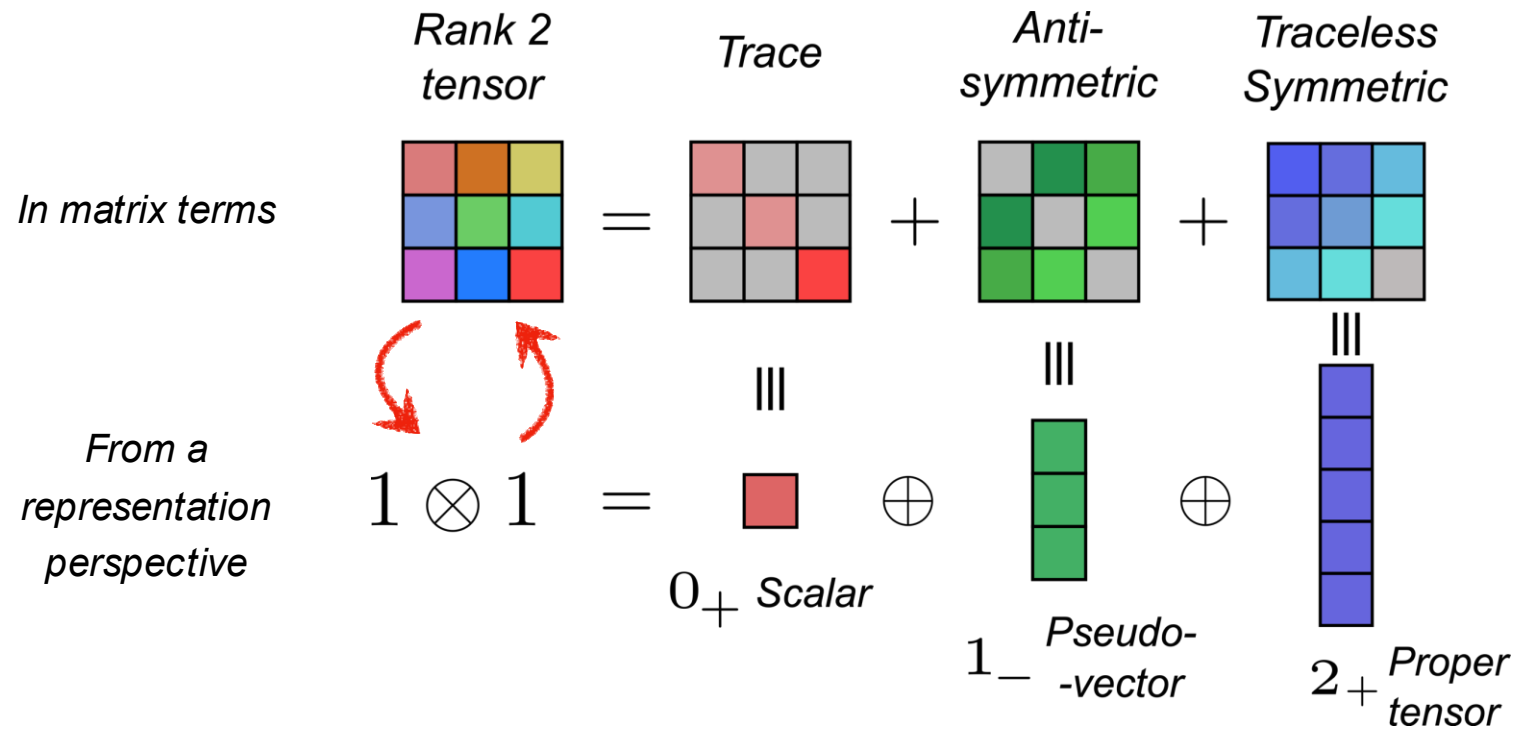 Rank 2
tensor
Trace
Anti-
symmetric
Traceless
Symmetric
In matrix terms
=
+
+
From a
representation
perspective
1 ⊗ 1
=
⊕
⊕
0₊ Scalar
1₋ Pseudo-
-vector
2₊ Proper
tensor